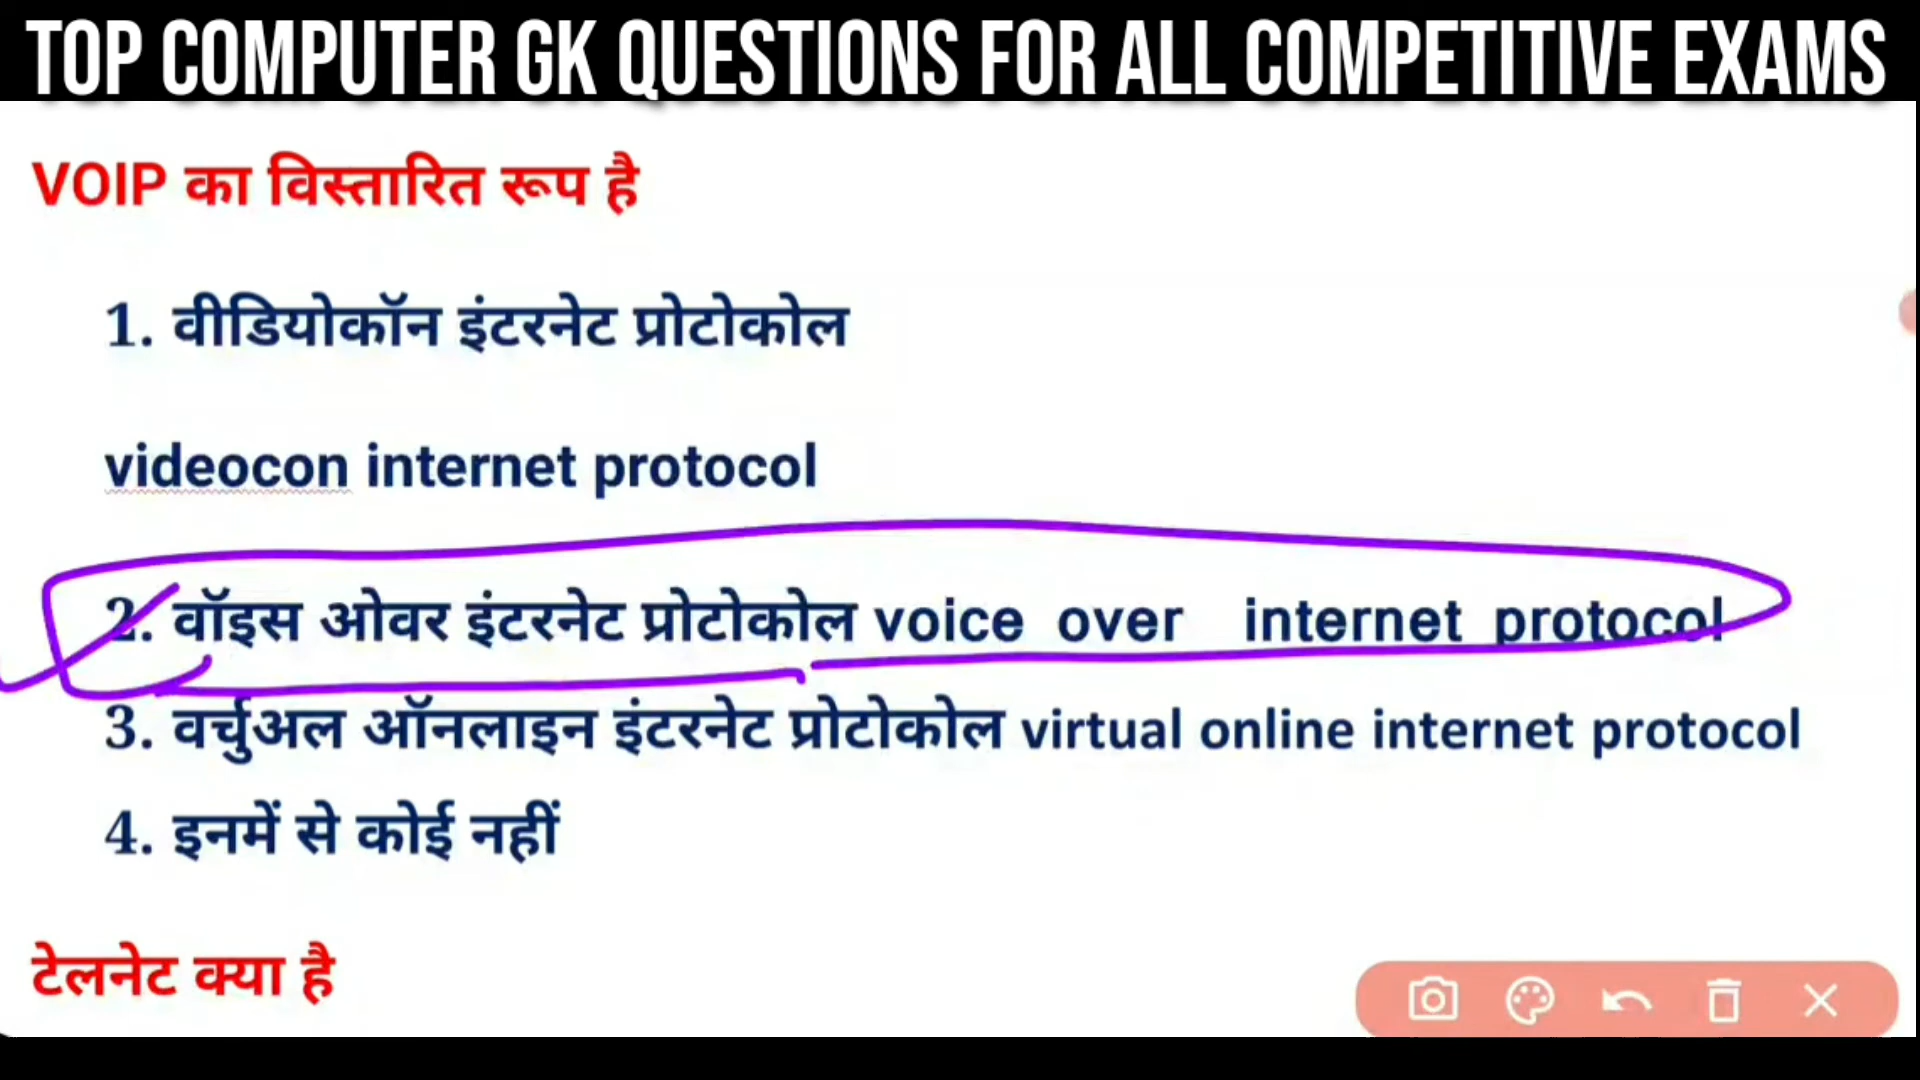 TOP COMPUTER GK QUESTIONS FOR ALL COMPETITIVE EXAMS
VOIP का विस्तारित रूप है
1. वीडियोकॉन इंटरनेट प्रोटोकोल
videocon internet protocol
2. वॉइस ओवर इंटरनेट प्रोटोकोल voice over internet protocol
3. वर्चुअल ऑनलाइन इंटरनेट प्रोटोकोल virtual online internet protocol
4. इनमें से कोई नहीं
टेलनेट क्या है